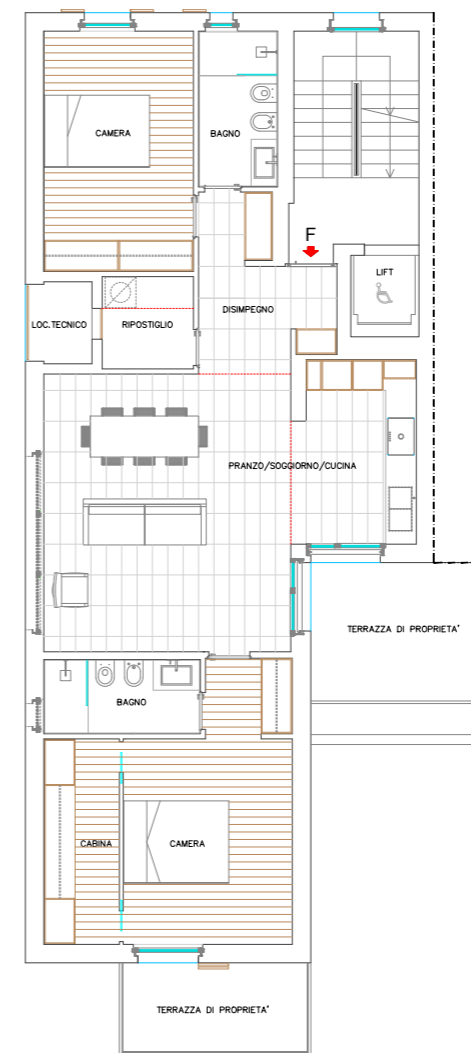 CAMERA
BAGNO
F
LIFT
LOC.TECNICO
RIPOSTIGLIO
DISIMPEGNO
PRANZO/SOGGIORNO/CUCINA
TERRAZZA DI PROPRIETA'
BAGNO
CABINA
CAMERA
TERRAZZA DI PROPRIETA'